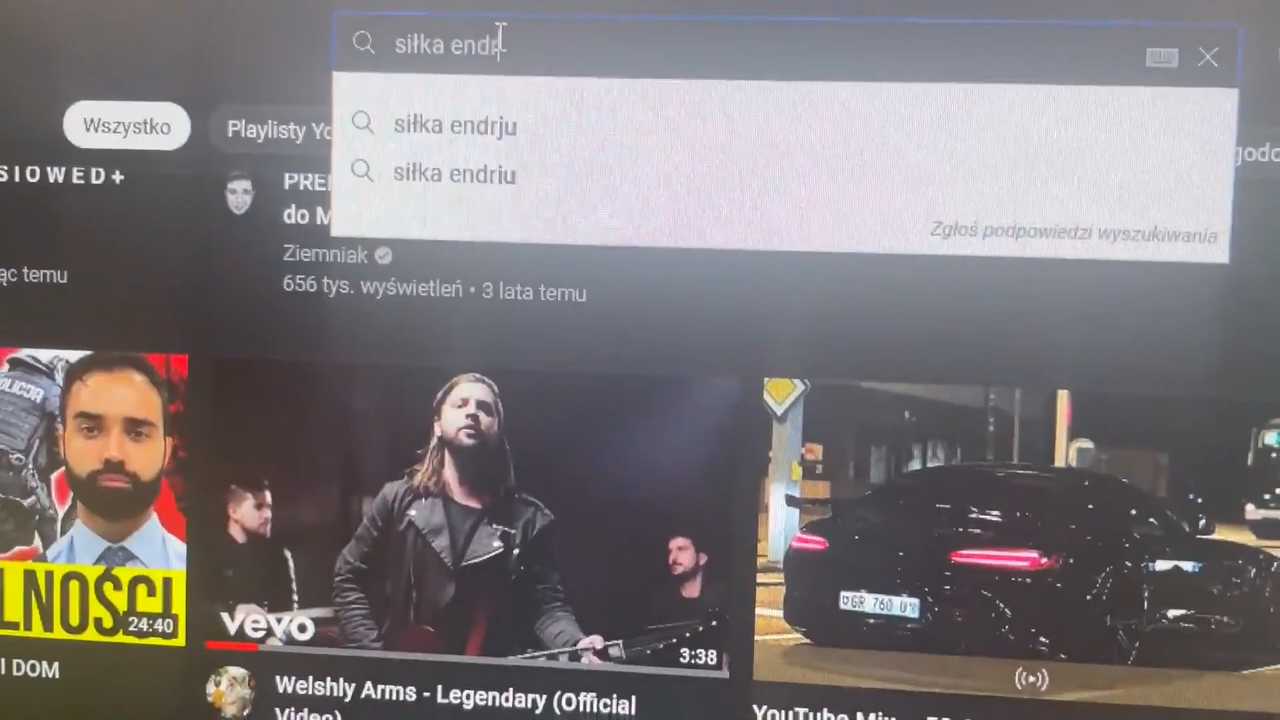 siłka endr
siłka endrju
siłka endriu
Zgłoś podpowiedzi wyszukiwania
Wszystko
Playlisty Yo
SIOWED+
PRE
do M
Ziemniak
656 tys. wyświetleń • 3 lata temu
ąc temu
POLICJA
LNOŚCI
24:40
I DOM
vevo
3:38
Welshly Arms - Legendary (Official
Video)
GR 760
YouTube Mix